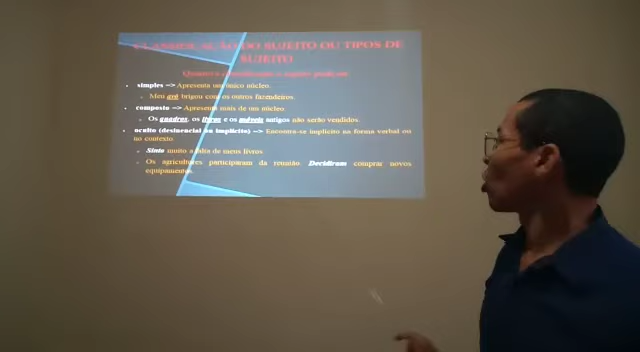 CLASSIFICAÇÃO DO SUJEITO OU TIPOS DE
SUJEITO
simples –> Apresenta um único núcleo.
Meu avô brigou com os outros fazendeiros.
composto –> Apresenta mais de um núcleo.
Os quadros, os livros e os móveis antigos não serão vendidos.
oculto (desinencial ou implícito) –> Encontra-se implícito na forma verbal ou
no contexto.
Sinto muito a falta de meus livros.
Os agricultores participaram da reunião. Decidiram comprar novos
equipamentos.